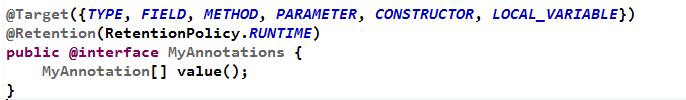 @Target({TYPE, FIELD, METHOD, PARAMETER, CONSTRUCTOR, LOCAL_VARIABLE})
@Retention(RetentionPolicy.RUNTIME)
public @interface MyAnnotations {
    MyAnnotation[] value();
}